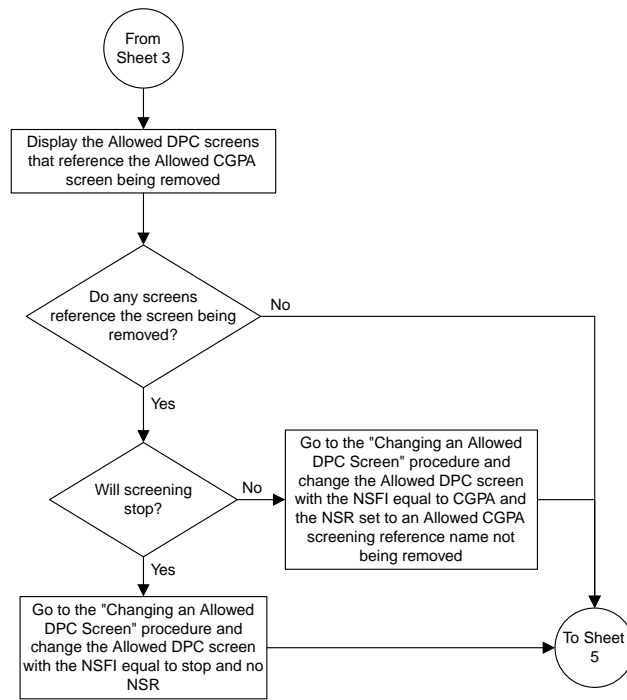 From
Sheet 3
Display the Allowed DPC screens
that reference the Allowed CGPA
screen being removed
Do any screens
reference the screen being
removed?
No
Yes
Will screening
stop?
No
Go to the "Changing an Allowed
DPC Screen" procedure and
change the Allowed DPC screen
with the NSFI equal to CGPA and
the NSR set to an Allowed CGPA
screening reference name not
being removed
Yes
Go to the "Changing an Allowed
DPC Screen" procedure and
change the Allowed DPC screen
with the NSFI equal to stop and no
NSR
To Sheet
5